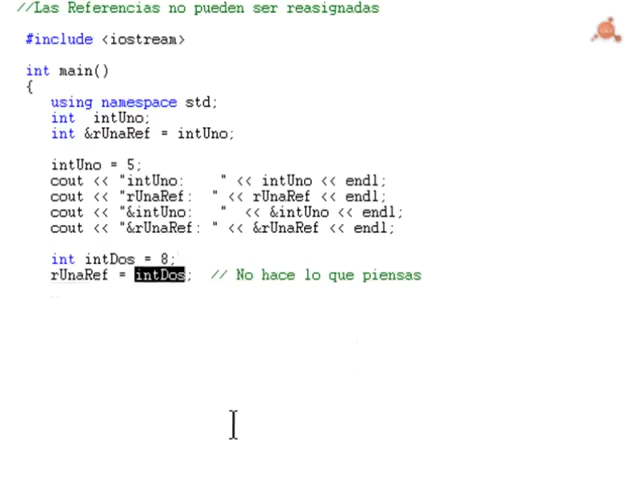 //Las Referencias no pueden ser reasignadas
#include <iostream>
int main()
{
using namespace std;
int  intUno;
int &rUnaRef = intUno;
intUno = 5;
cout << "intUno:    " << intUno << endl;
cout << "rUnaRef:  " << rUnaRef << endl;
cout << "&intUno:   "  << &intUno << endl;
cout << "&rUnaRef: " << &rUnaRef << endl;
int intDos = 8;
rUnaRef = intDos;  // No hace lo que piensas